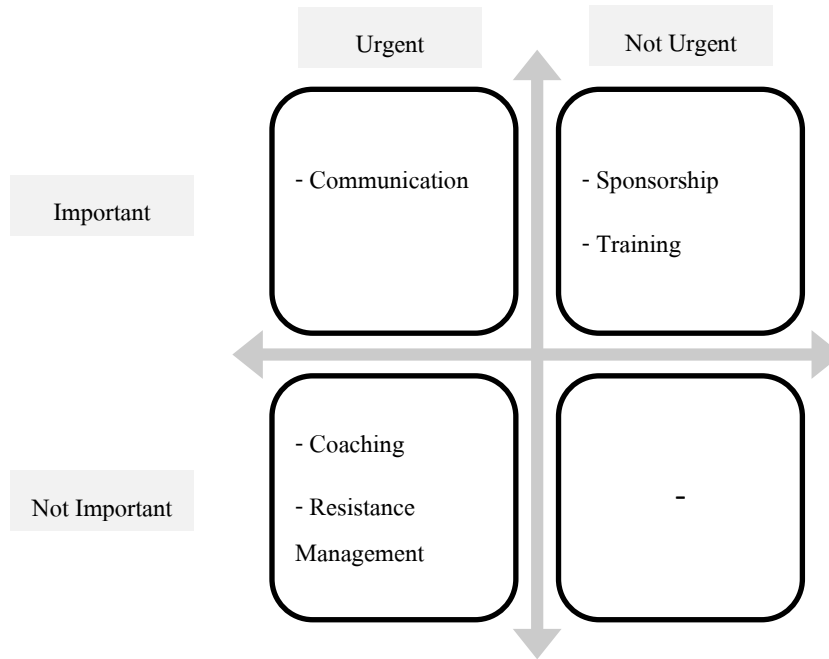 Urgent
Not Urgent
Important
- Communication
- Sponsorship
- Training
Not Important
- Coaching
- Resistance
Management
-